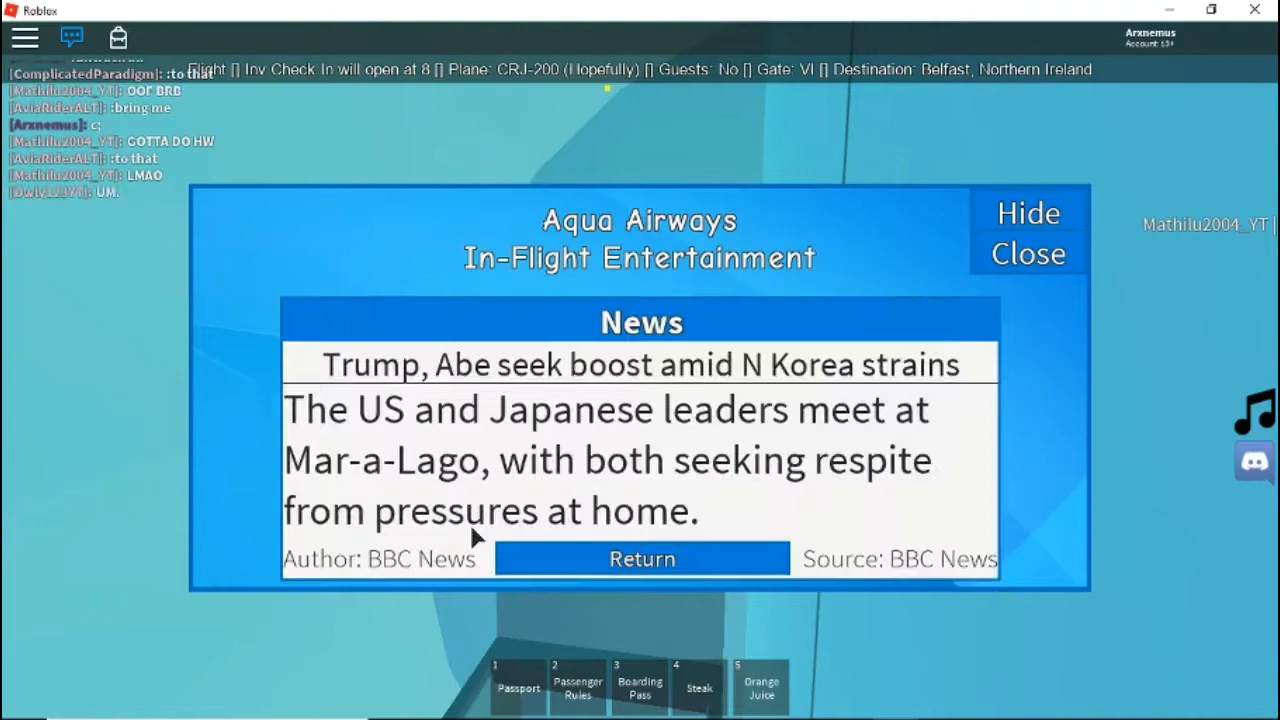 Roblox
Arxnemus
Account: 13+
Flight [] Inv Check In will open at 8 [] Plane: CRJ-200 (Hopefully) [] Guests: No [] Gate: VI [] Destination: Belfast, Northern Ireland
[ComplicatedParadigm]: :to that
[Mathilu2004_YT]: OOF BRB
[AviaRiderALT]: :bring me
[Arxnemus]: c;
[Mathilu2004_YT]: GOTTA DO HW
[AviaRiderALT]: :to that
[Mathilu2004_YT]: LMAO
UM.
Mathilu2004_YT |
Aqua Airways
In-Flight Entertainment
Hide
Close
News
Trump, Abe seek boost amid N Korea strains
The US and Japanese leaders meet at
Mar-a-Lago, with both seeking respite
from pressures at home.
Author: BBC News
Return
Source: BBC News
1
Passport
2
Passenger
Rules
3
Boarding
Pass
4
Steak
5
Orange
Juice